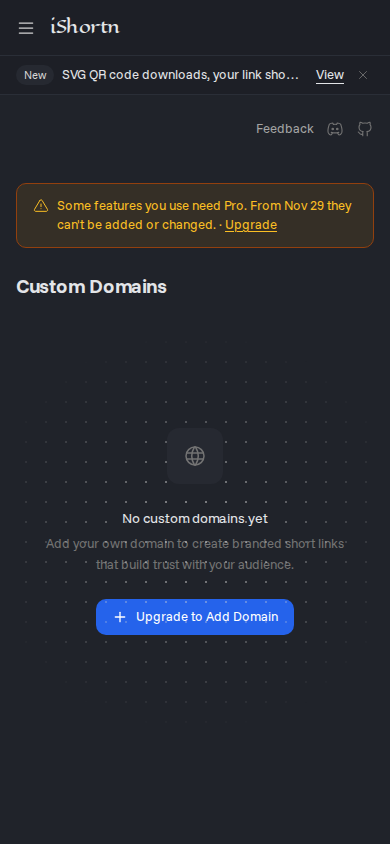 iShortn
New SVG QR code downloads, your link sho... View
Feedback
Some features you use need Pro. From Nov 29 they
can't be added or changed. · Upgrade
Custom Domains
No custom domains yet
Add your own domain to create branded short links
that build trust with your audience.
Upgrade to Add Domain